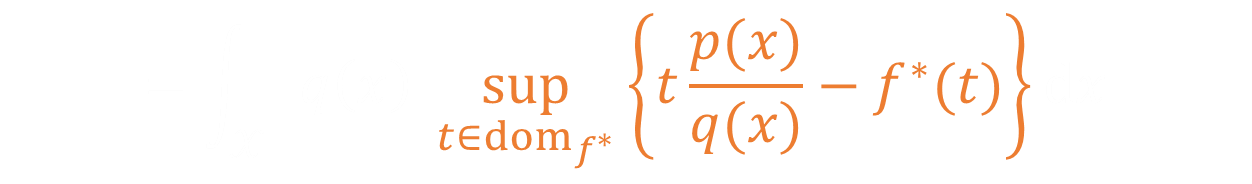 sup_{t∈dom_{f*}} { t p(x)/q(x) − f*(t) }